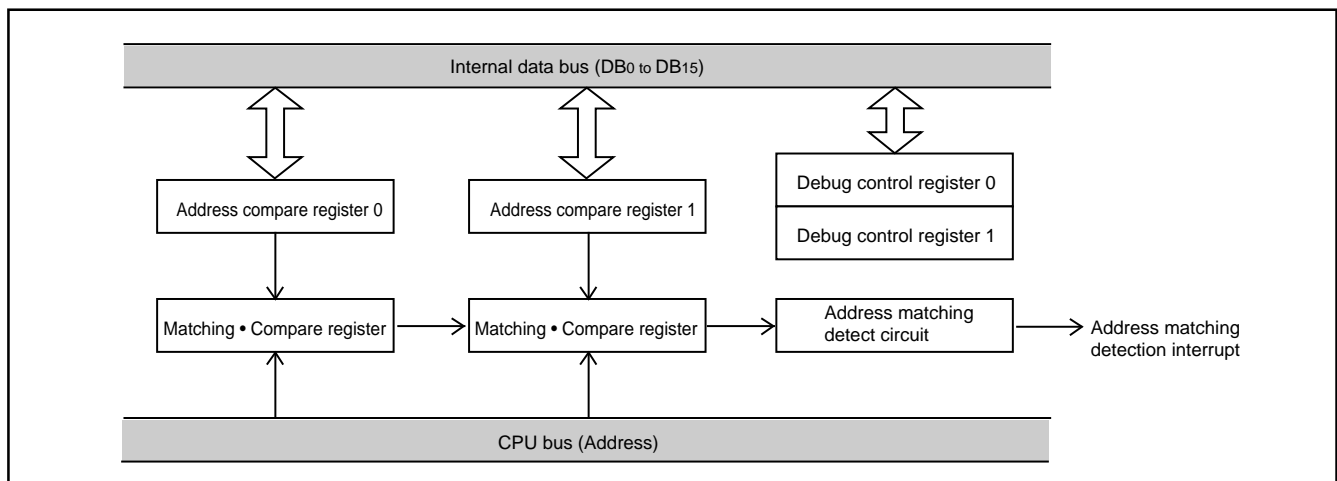 Internal data bus (DB0 to DB15)
Address compare register 0
Address compare register 1
Debug control register 0
Debug control register 1
Matching • Compare register
Matching • Compare register
Address matching
detect circuit
Address matching
detection interrupt
CPU bus (Address)